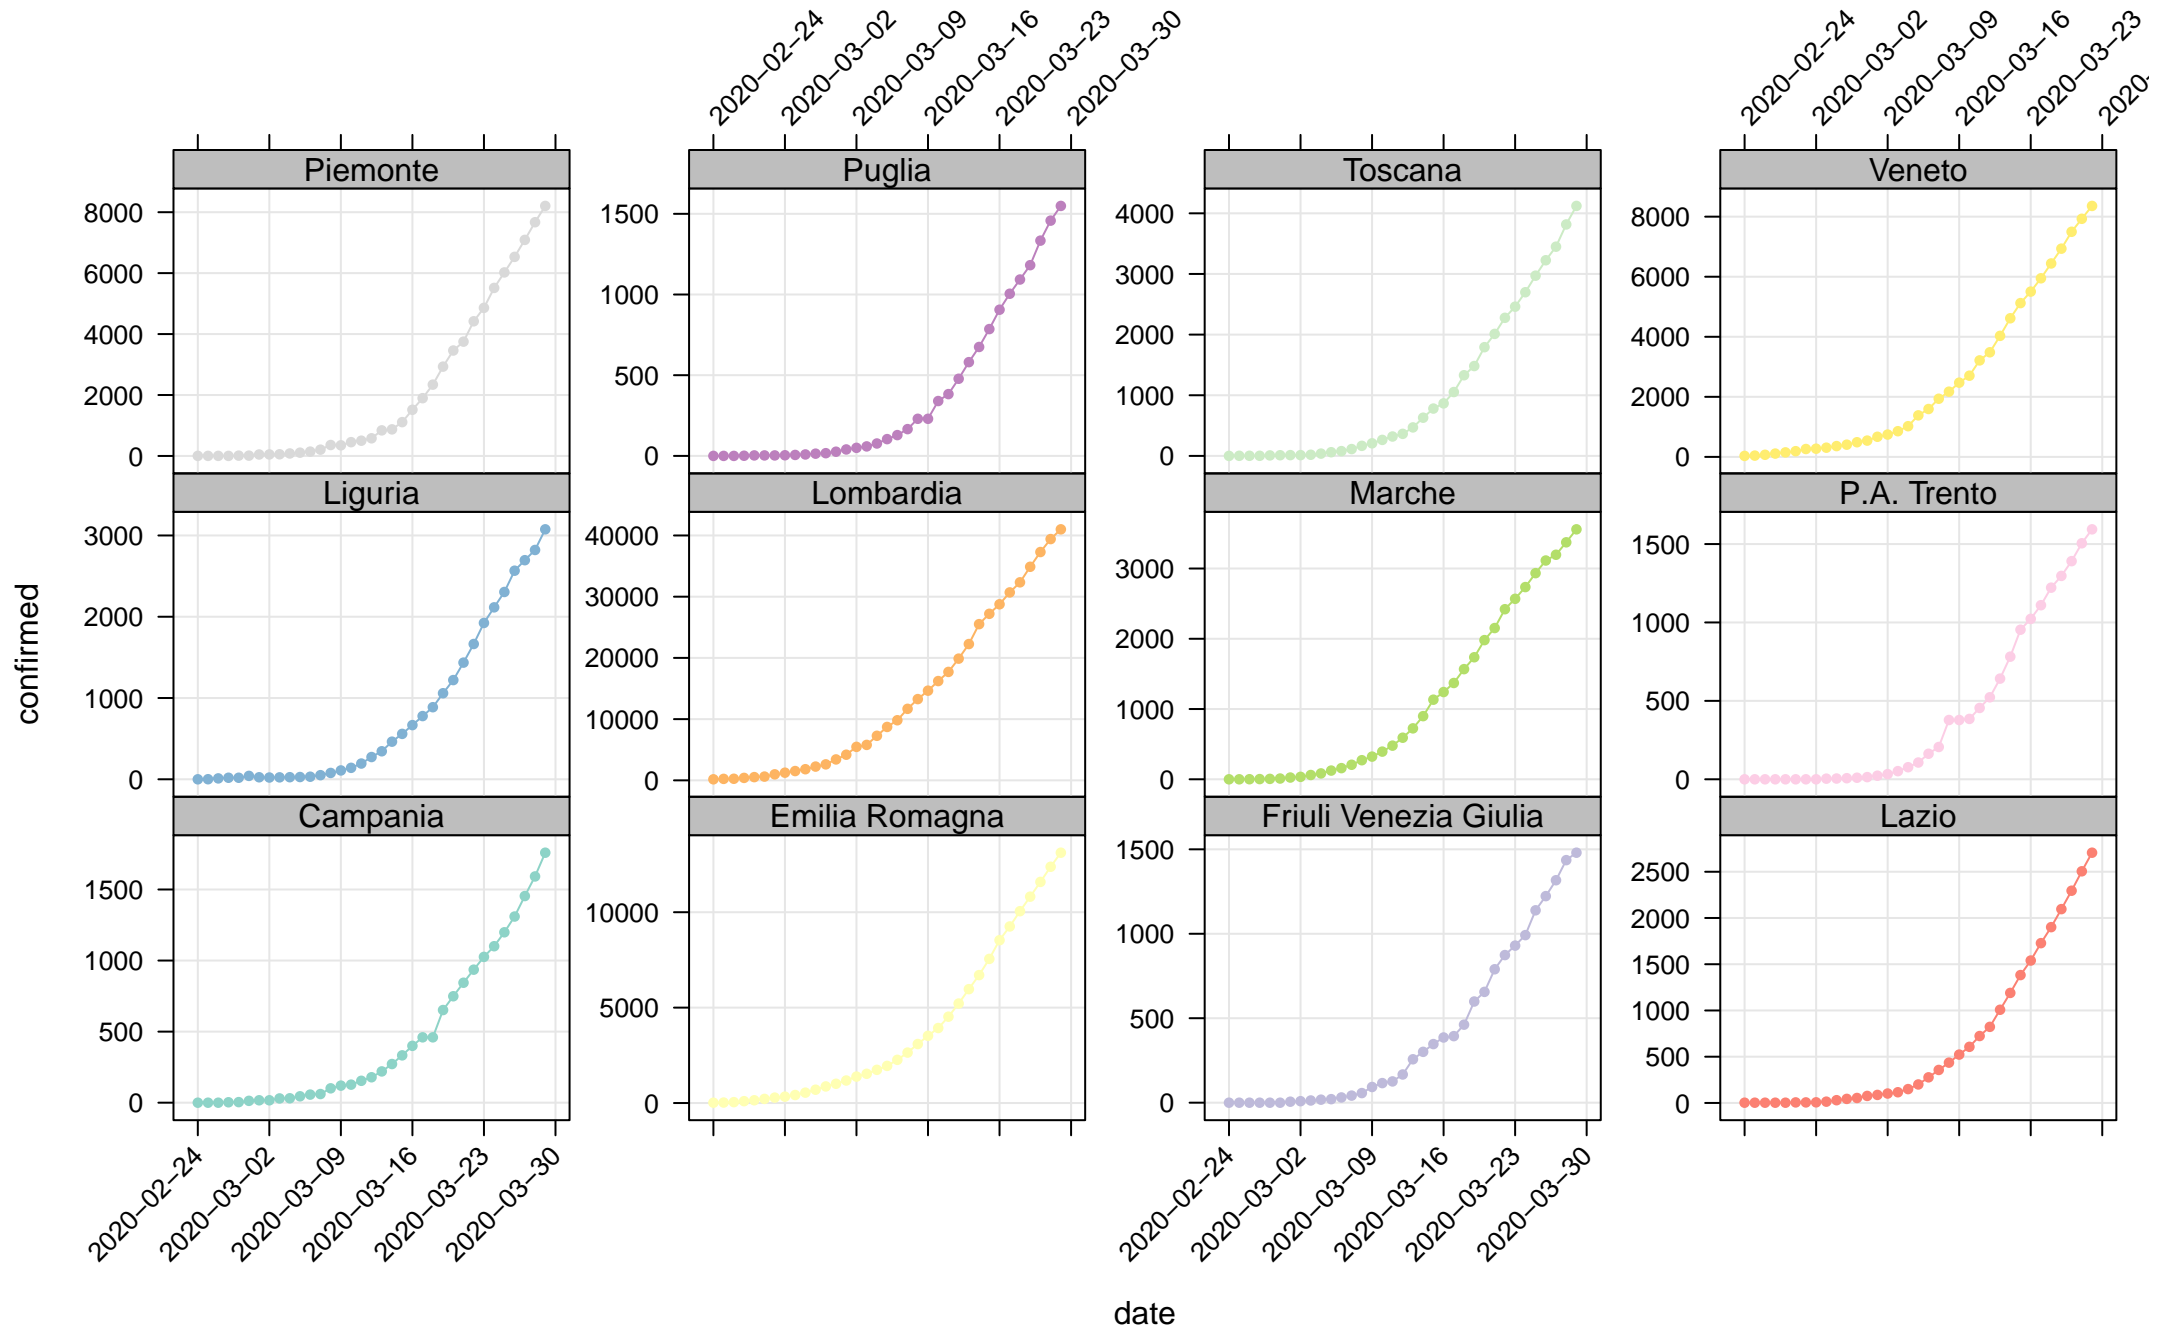 2020−02−24 2020−03−02 2020−03−09 2020−03−16 2020−03−23 2020−03−30 2020−02−24 2020−03−02 2020−03−09 2020−03−16 2020−03−23 2020−
Piemonte Puglia Toscana Veneto
8000 1500 4000 8000
6000 1000 3000 6000
4000 500 2000 4000
2000 0 1000 2000
0 0 0
Liguria Lombardia Marche P.A. Trento
3000 40000 3000 1500
2000 30000 2000 1000
1000 20000 1000 500
0 10000 0 0
0
confirmed
Campania Emilia Romagna Friuli Venezia Giulia Lazio
1500 10000 1500 2500
1000 5000 1000 2000
500 0 500 1500
0 0 1000
500
0
2020−02−24 2020−03−02 2020−03−09 2020−03−16 2020−03−23 2020−03−30 2020−02−24 2020−03−02 2020−03−09 2020−03−16 2020−03−23 2020−03−30
date